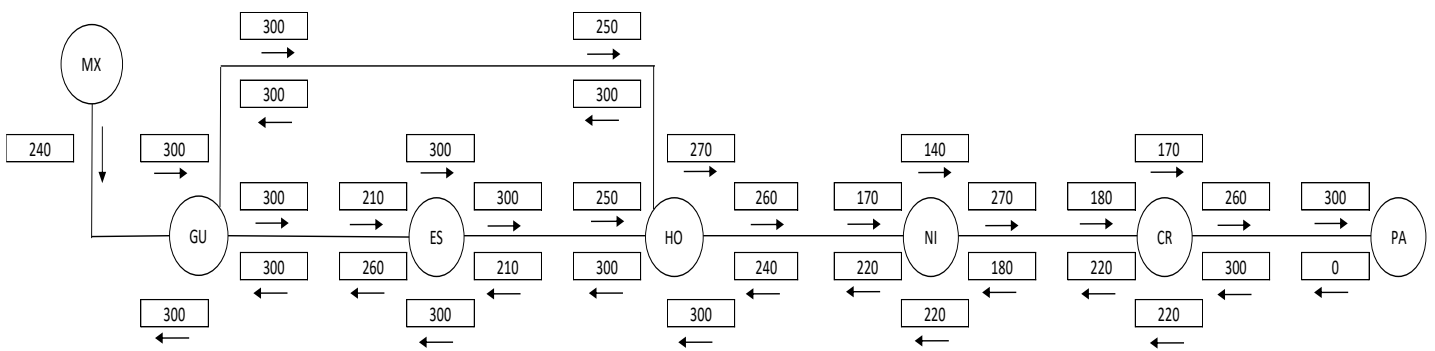 300 250
MX
300 300
240 300 300 270 140 170
300 210 300 250 260 170 270 180 260 300
GU ES HO NI CR PA
300 260 210 300 240 220 180 220 300 0
300 300 300 220 220